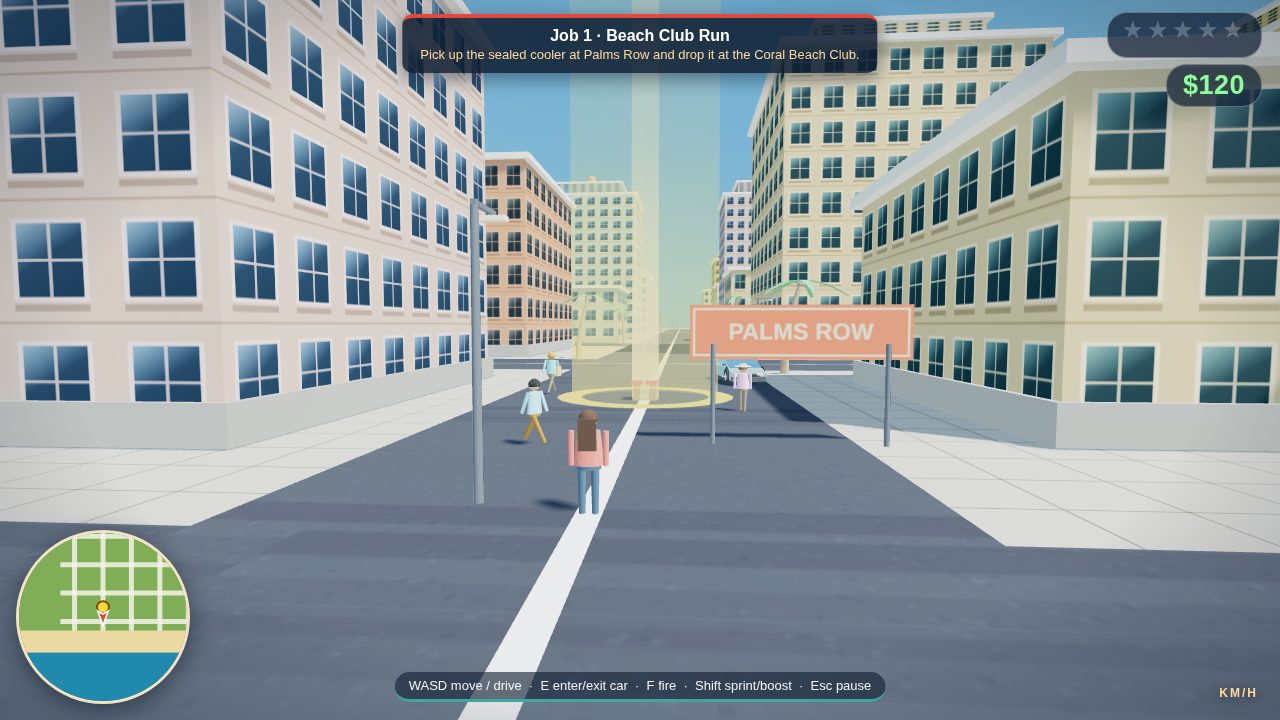 Job 1 · Beach Club Run
Pick up the sealed cooler at Palms Row and drop it at the Coral Beach Club.
$120
PALMS ROW
WASD move / drive · E enter/exit car · F fire · Shift sprint/boost · Esc pause
KM/H